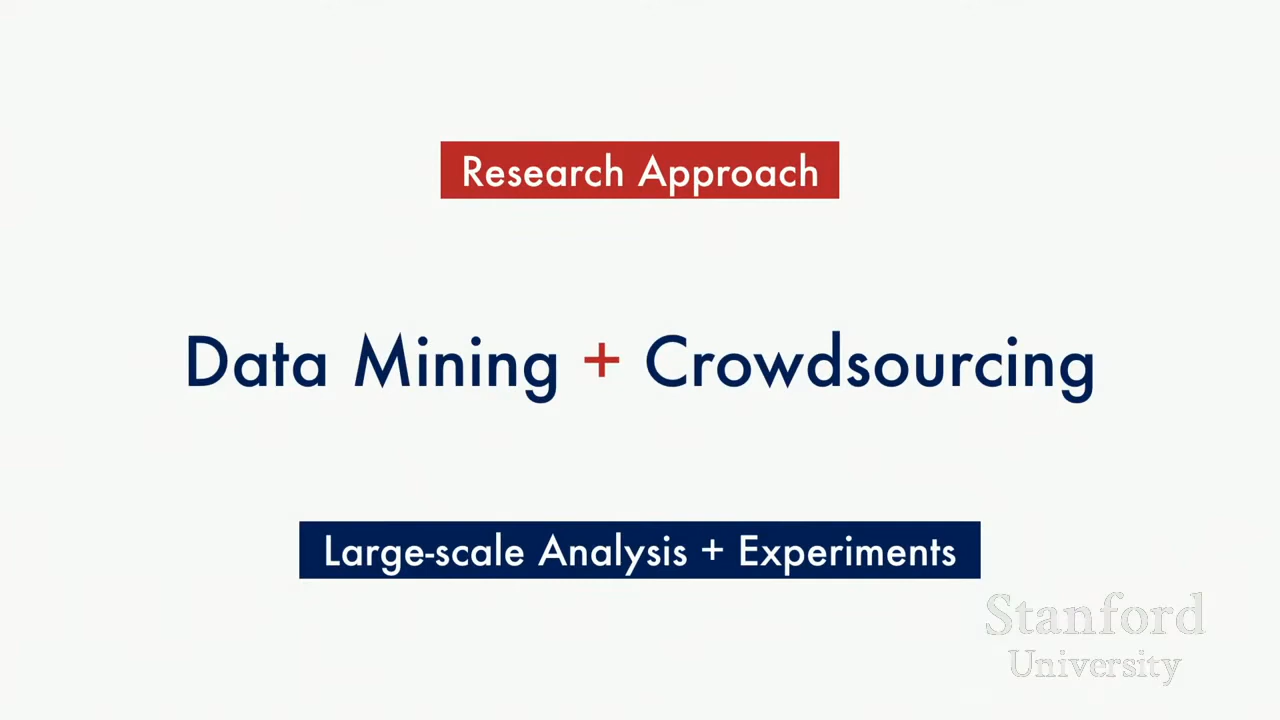 Research Approach
Data Mining + Crowdsourcing
Large-scale Analysis + Experiments
Stanford
University